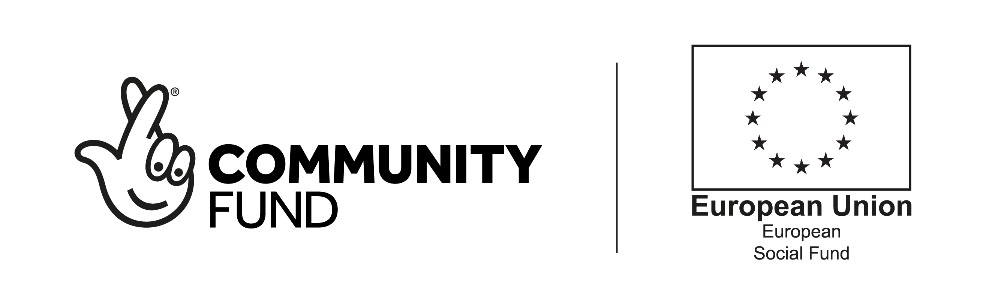 ®
COMMUNITY
FUND
European Union
European
Social Fund